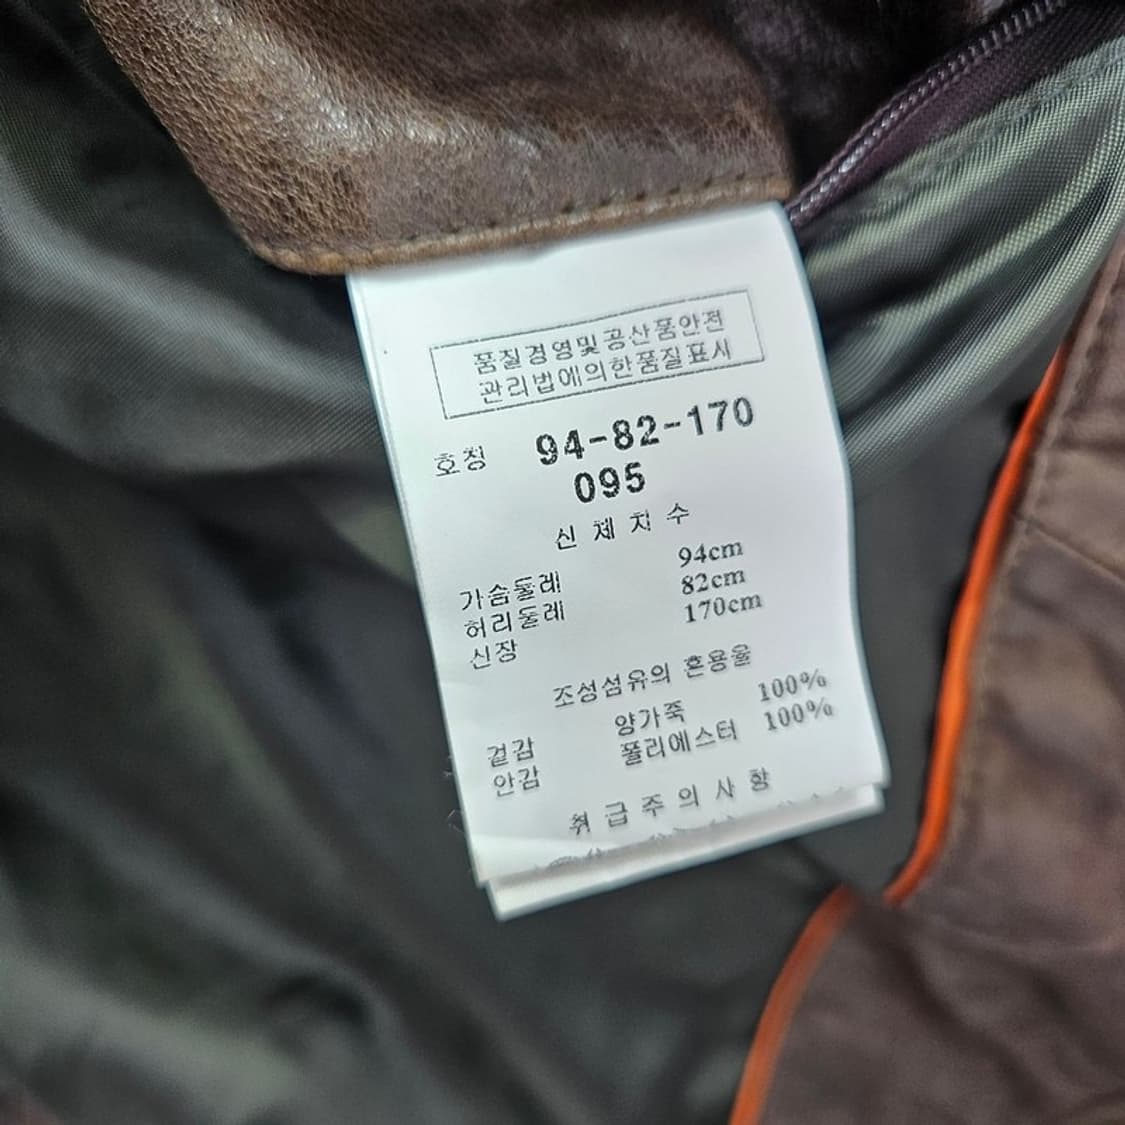 품질경영및공산품안전
관리법에의한품질표시
호칭 94-82-170
095
신체치수
가슴둘레 94cm
허리둘레 82cm
신장 170cm
조성섬유의 혼용율
겉감 양가죽 100%
안감 폴리에스터 100%
취급주의사항